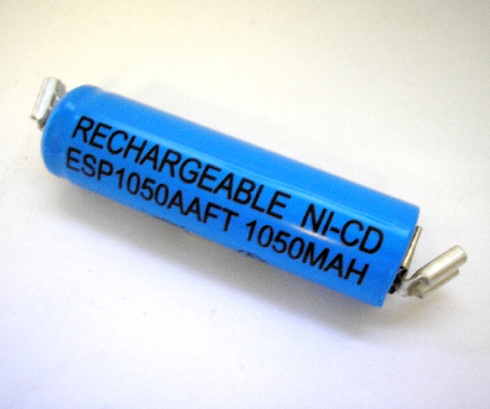 RECHARGEABLE NI-CD
ESP1050AAFT 1050MAH